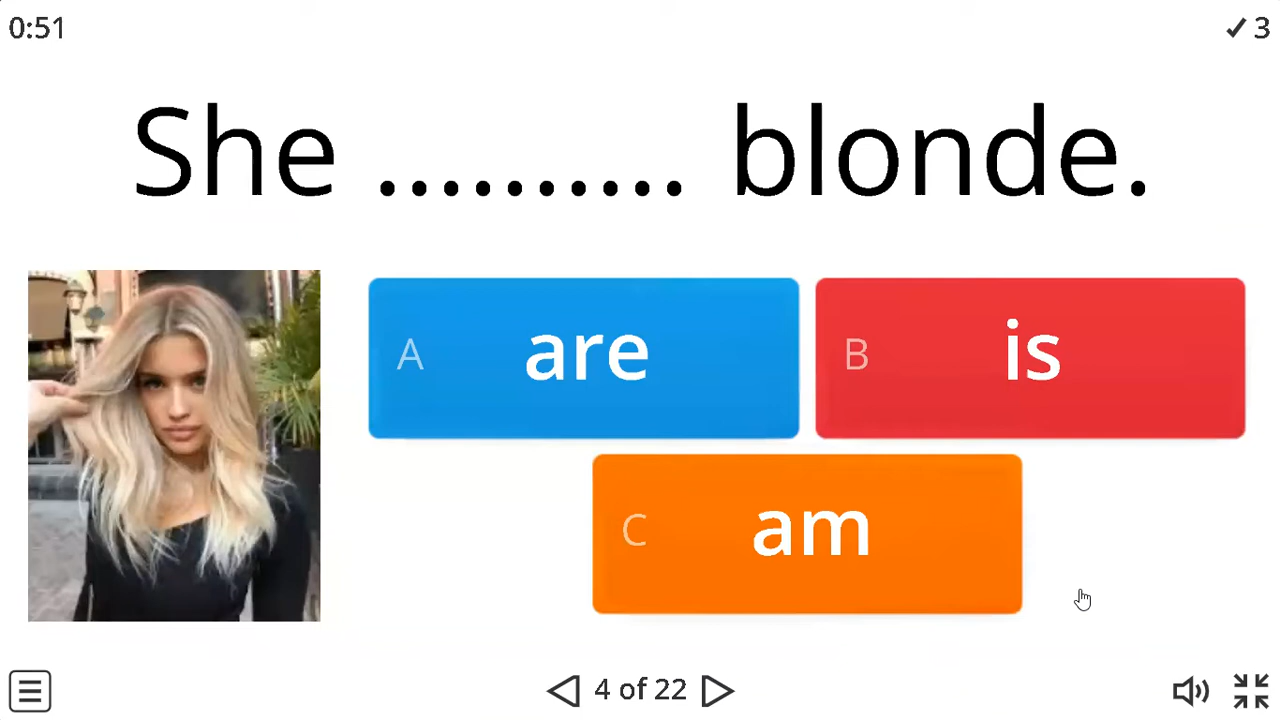 0:51
✓ 3
She .......... blonde.
A are
B is
C am
4 of 22